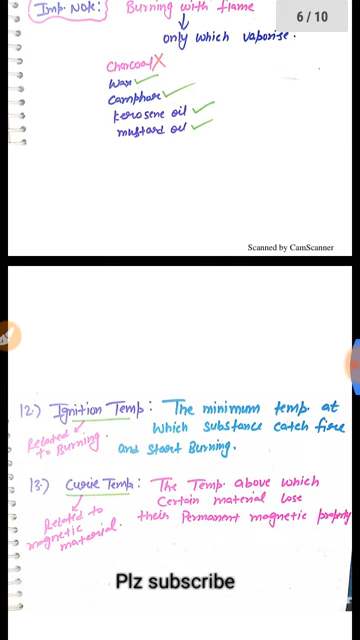 Imp. Note: Burning with flame
6 / 10
only which vaporise.
Charcoal X
Wax ✓
Camphor ✓
Kerosene oil ✓
mustard oil ✓
Scanned by CamScanner
12.) Ignition Temp: The minimum temp. at
which substance catch fire
Related to Burning.
and start Burning.
13.) Curie Temp: The Temp. above which
Certain material lose
Related to magnetic material.
their Permanent magnetic property
Plz subscribe